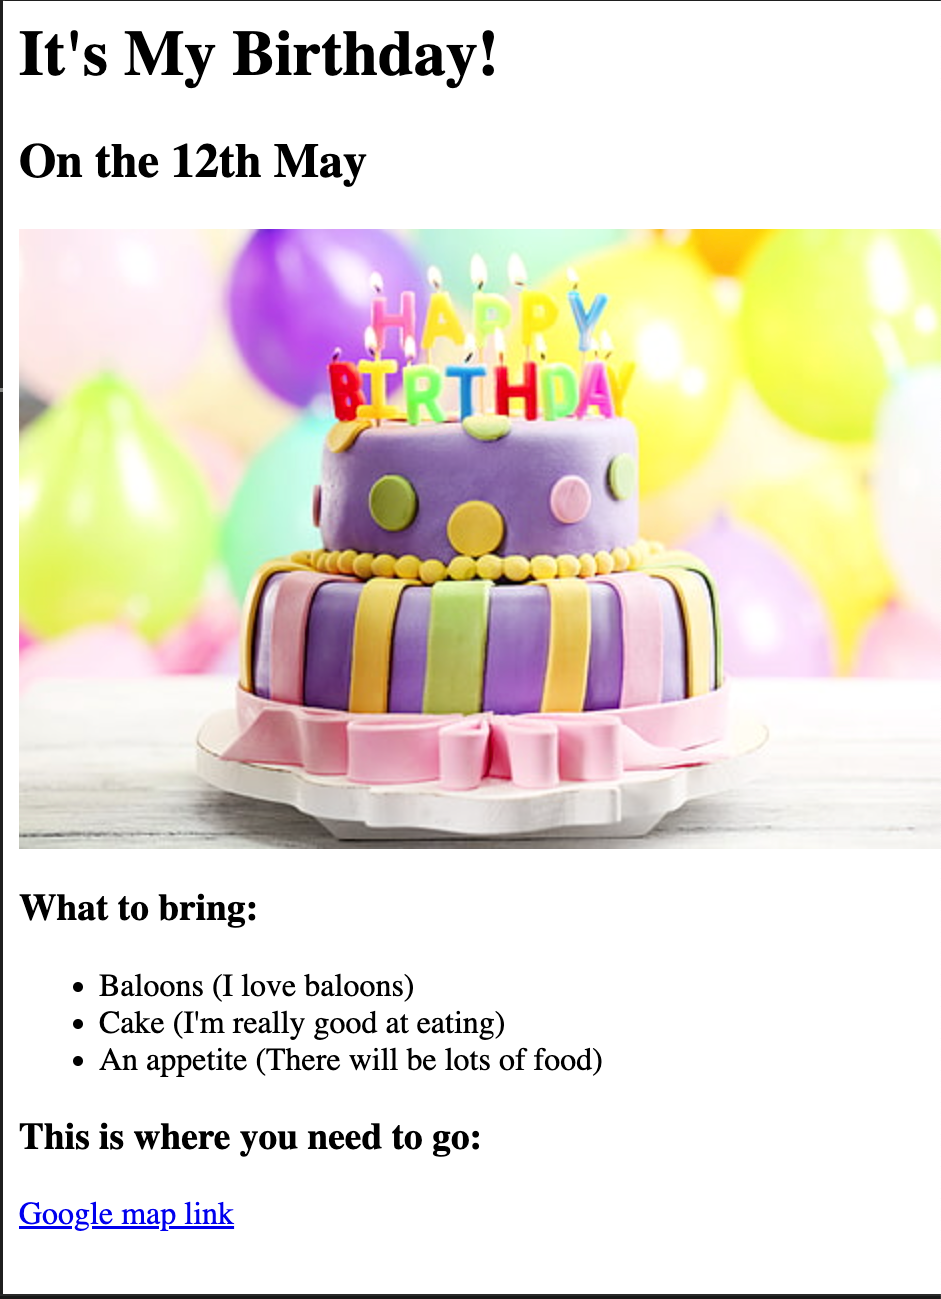 It's My Birthday!
On the 12th May
HAPPY
BIRTHDAY
What to bring:
Baloons (I love baloons)
Cake (I'm really good at eating)
An appetite (There will be lots of food)
This is where you need to go:
Google map link